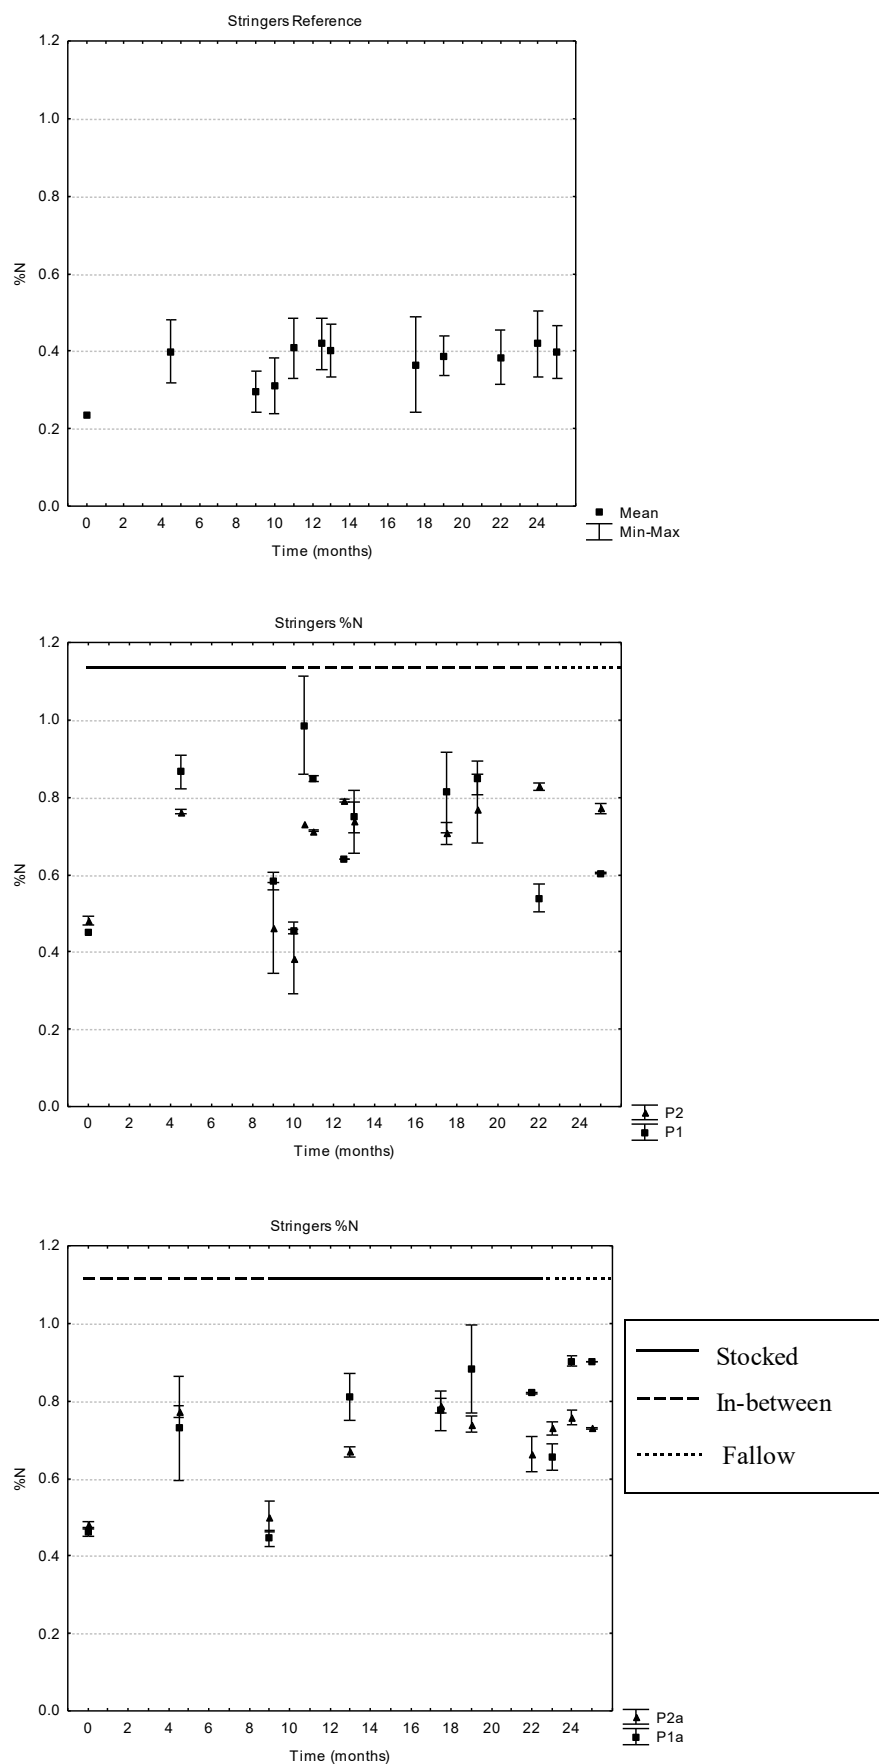 Stringers Reference
1.2
1.0
0.8
0.6
0.4
0.2
0.0
%N
0 2 4 6 8 10 12 14 16 18 20 22 24
Time (months)
Mean
Min-Max
Stringers %N
1.2
1.0
0.8
0.6
0.4
0.2
0.0
%N
0 2 4 6 8 10 12 14 16 18 20 22 24
Time (months)
P2
P1
Stringers %N
1.2
1.0
0.8
0.6
0.4
0.2
0.0
%N
0 2 4 6 8 10 12 14 16 18 20 22 24
Time (months)
P2a
P1a
Stocked
In-between
Fallow